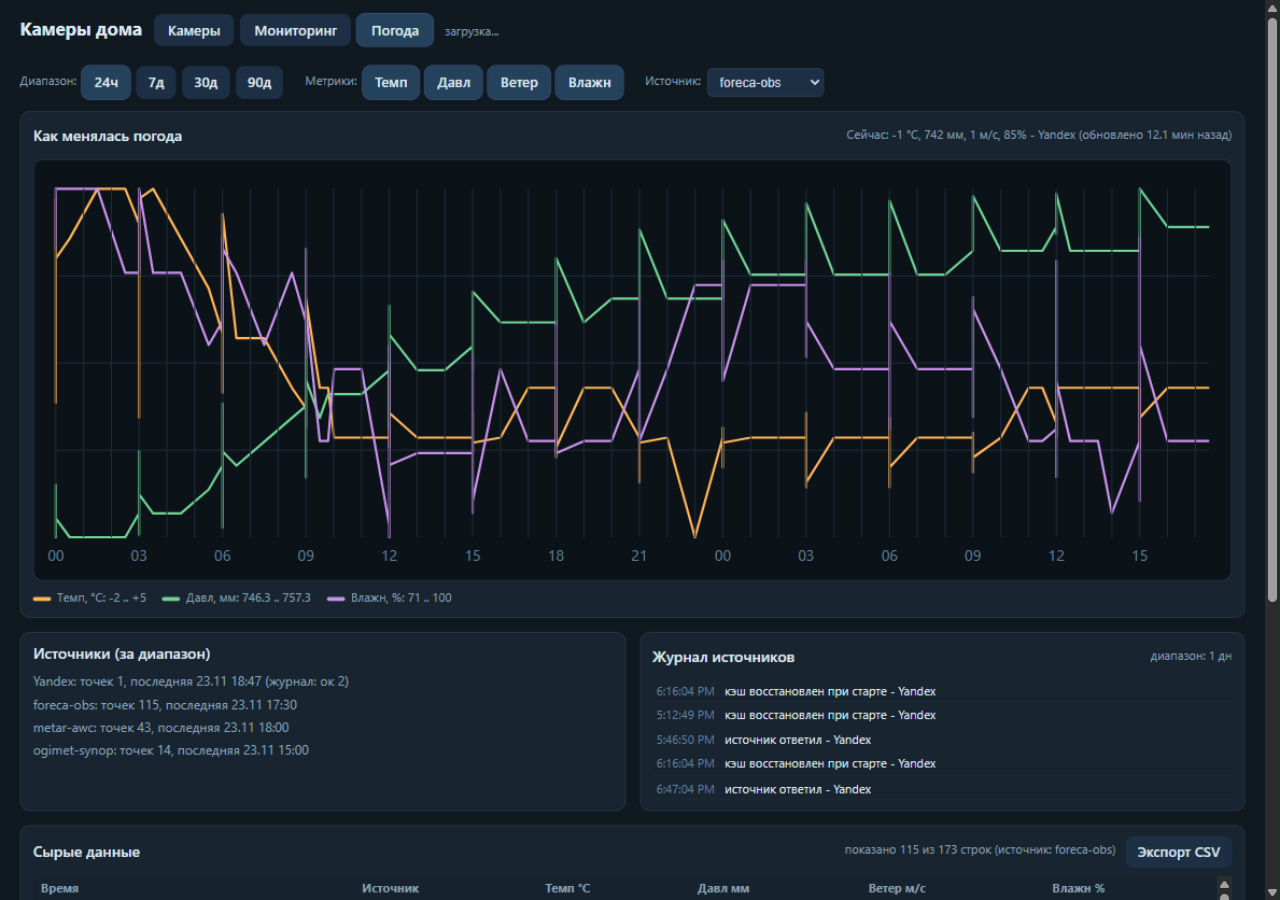 Камеры дома Камеры Мониторинг Погода загрузка...
Диапазон: 24ч 7д 30д 90д Метрики: Темп Давл Ветер Влажн Источник: foreca-obs
Как менялась погода Сейчас: -1 °C, 742 мм, 1 м/с, 85% - Yandex (обновлено 12.1 мин назад)
00 03 06 09 12 15 18 21 00 03 06 09 12 15
Темп, °C: -2 .. +5 Давл, мм: 746.3 .. 757.3 Влажн, %: 71 .. 100
Источники (за диапазон)
Yandex: точек 1, последняя 23.11 18:47 (журнал: ок 2)
foreca-obs: точек 115, последняя 23.11 17:30
metar-awc: точек 43, последняя 23.11 18:00
ogimet-synop: точек 14, последняя 23.11 15:00
Журнал источников диапазон: 1 дн
6:16:04 PM кэш восстановлен при старте - Yandex
5:12:49 PM кэш восстановлен при старте - Yandex
5:46:50 PM источник ответил - Yandex
6:16:04 PM кэш восстановлен при старте - Yandex
6:47:04 PM источник ответил - Yandex
Сырые данные показано 115 из 173 строк (источник: foreca-obs) Экспорт CSV
Время Источник Темп °C Давл мм Ветер м/с Влажн %